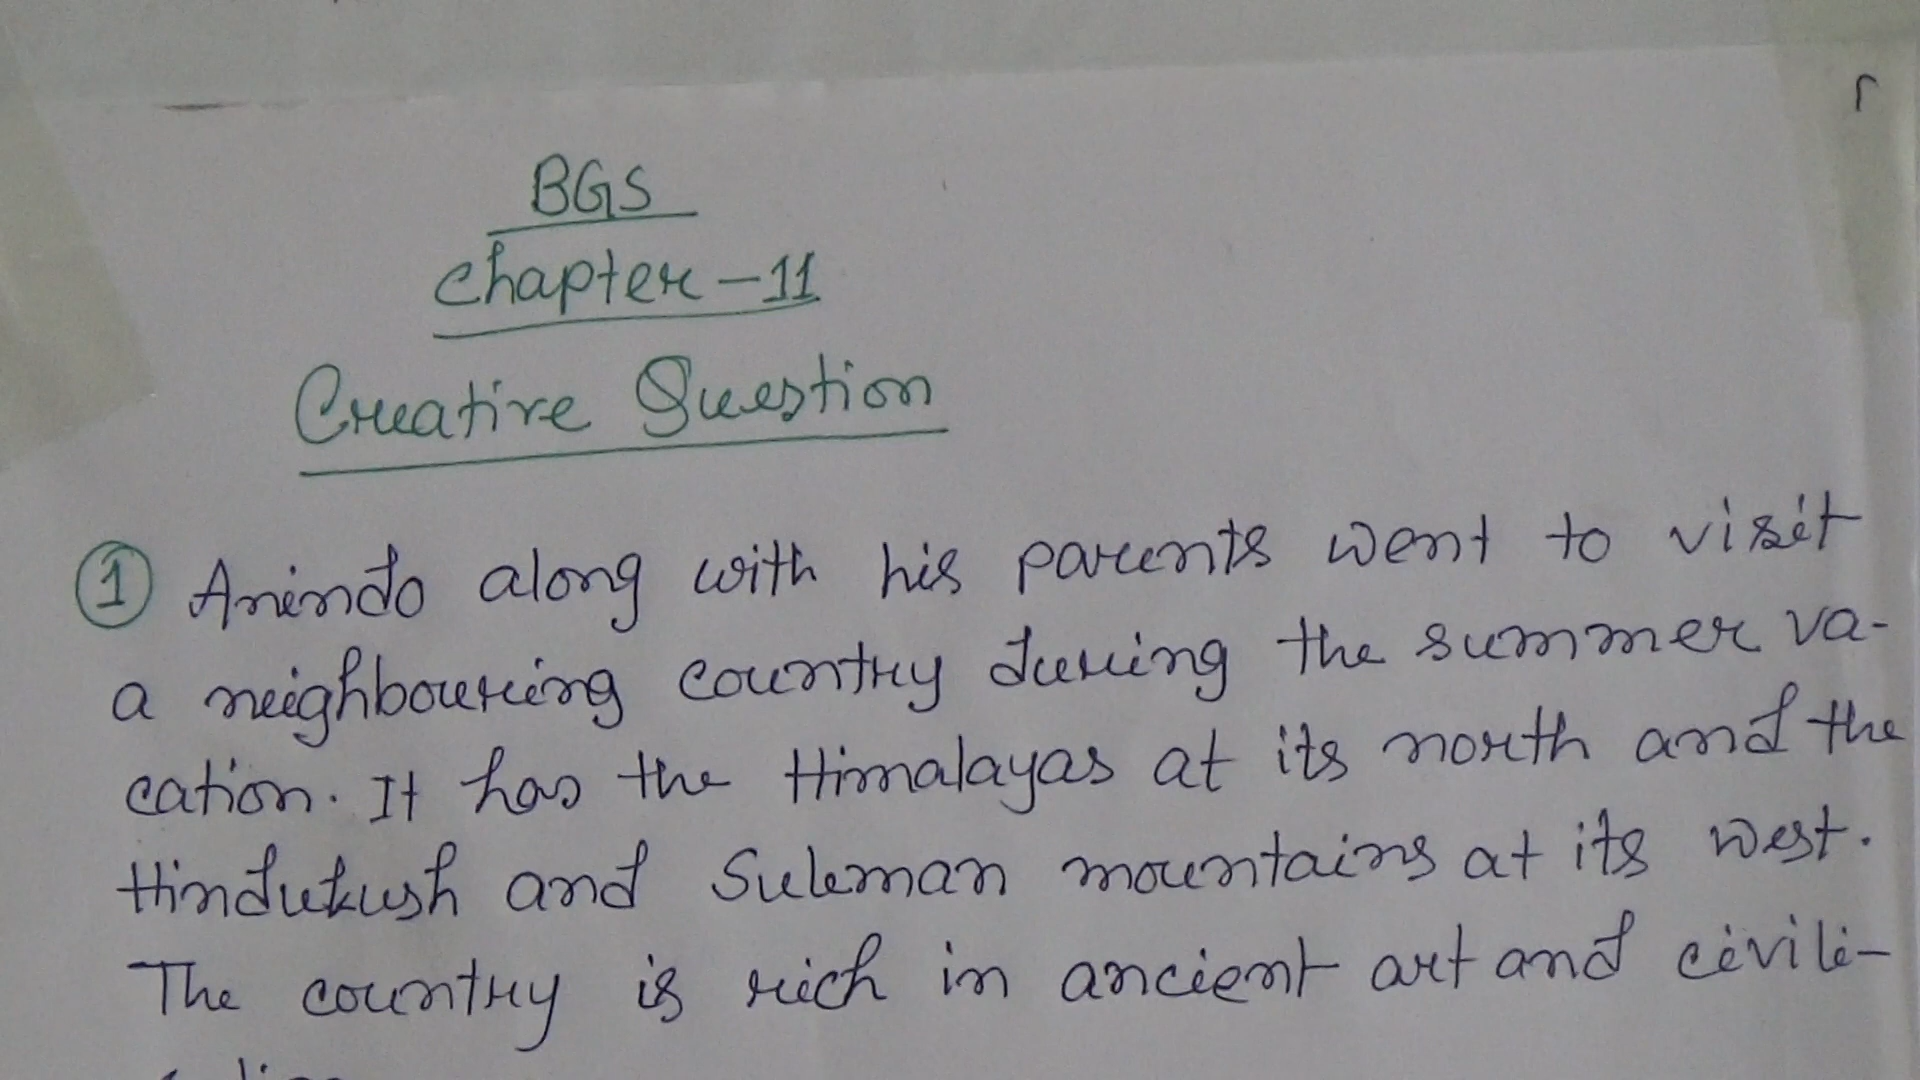 BGS
Chapter-11
Creative Question
① Anindo along with his parents went to visit
a neighbouring country during the summer va-
cation. It has the Himalayas at its north and the
Hindukush and Suleman mountains at its west.
The country is rich in ancient art and civili-